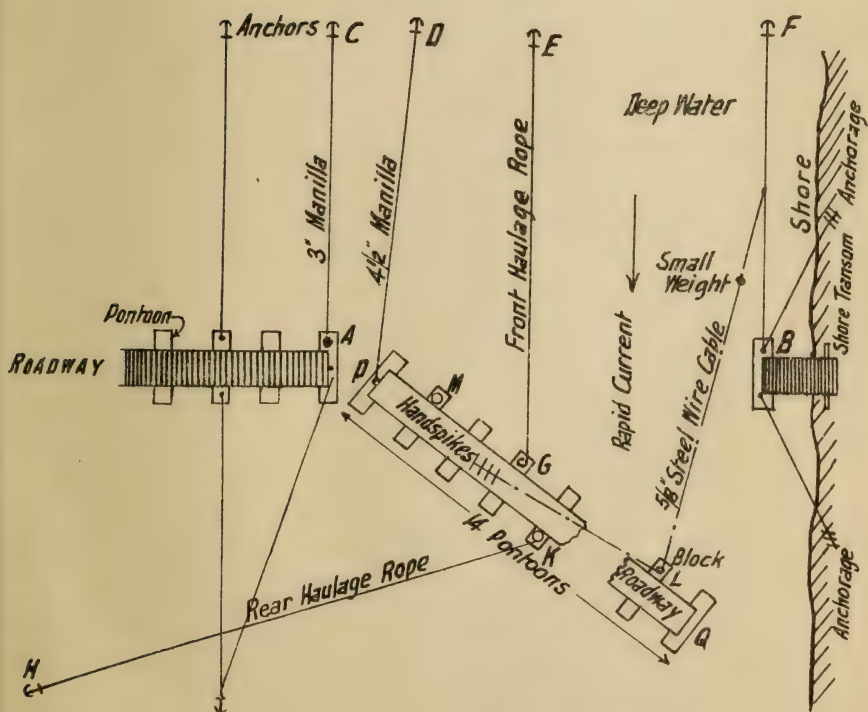 Anchors C D E F
Deep Water
3" Manilla
4½" Manilla
Front Haulage Rope
Rapid Current
Small Weight
⅝" Steel Wire Cable
Shore
Anchorage
Shore Transom
Pontoon
A
B
ROADWAY
P
M
Handspikes
G
14 Pontoons
K
Block
L
Roadway
Q
Rear Haulage Rope
Anchorage
H